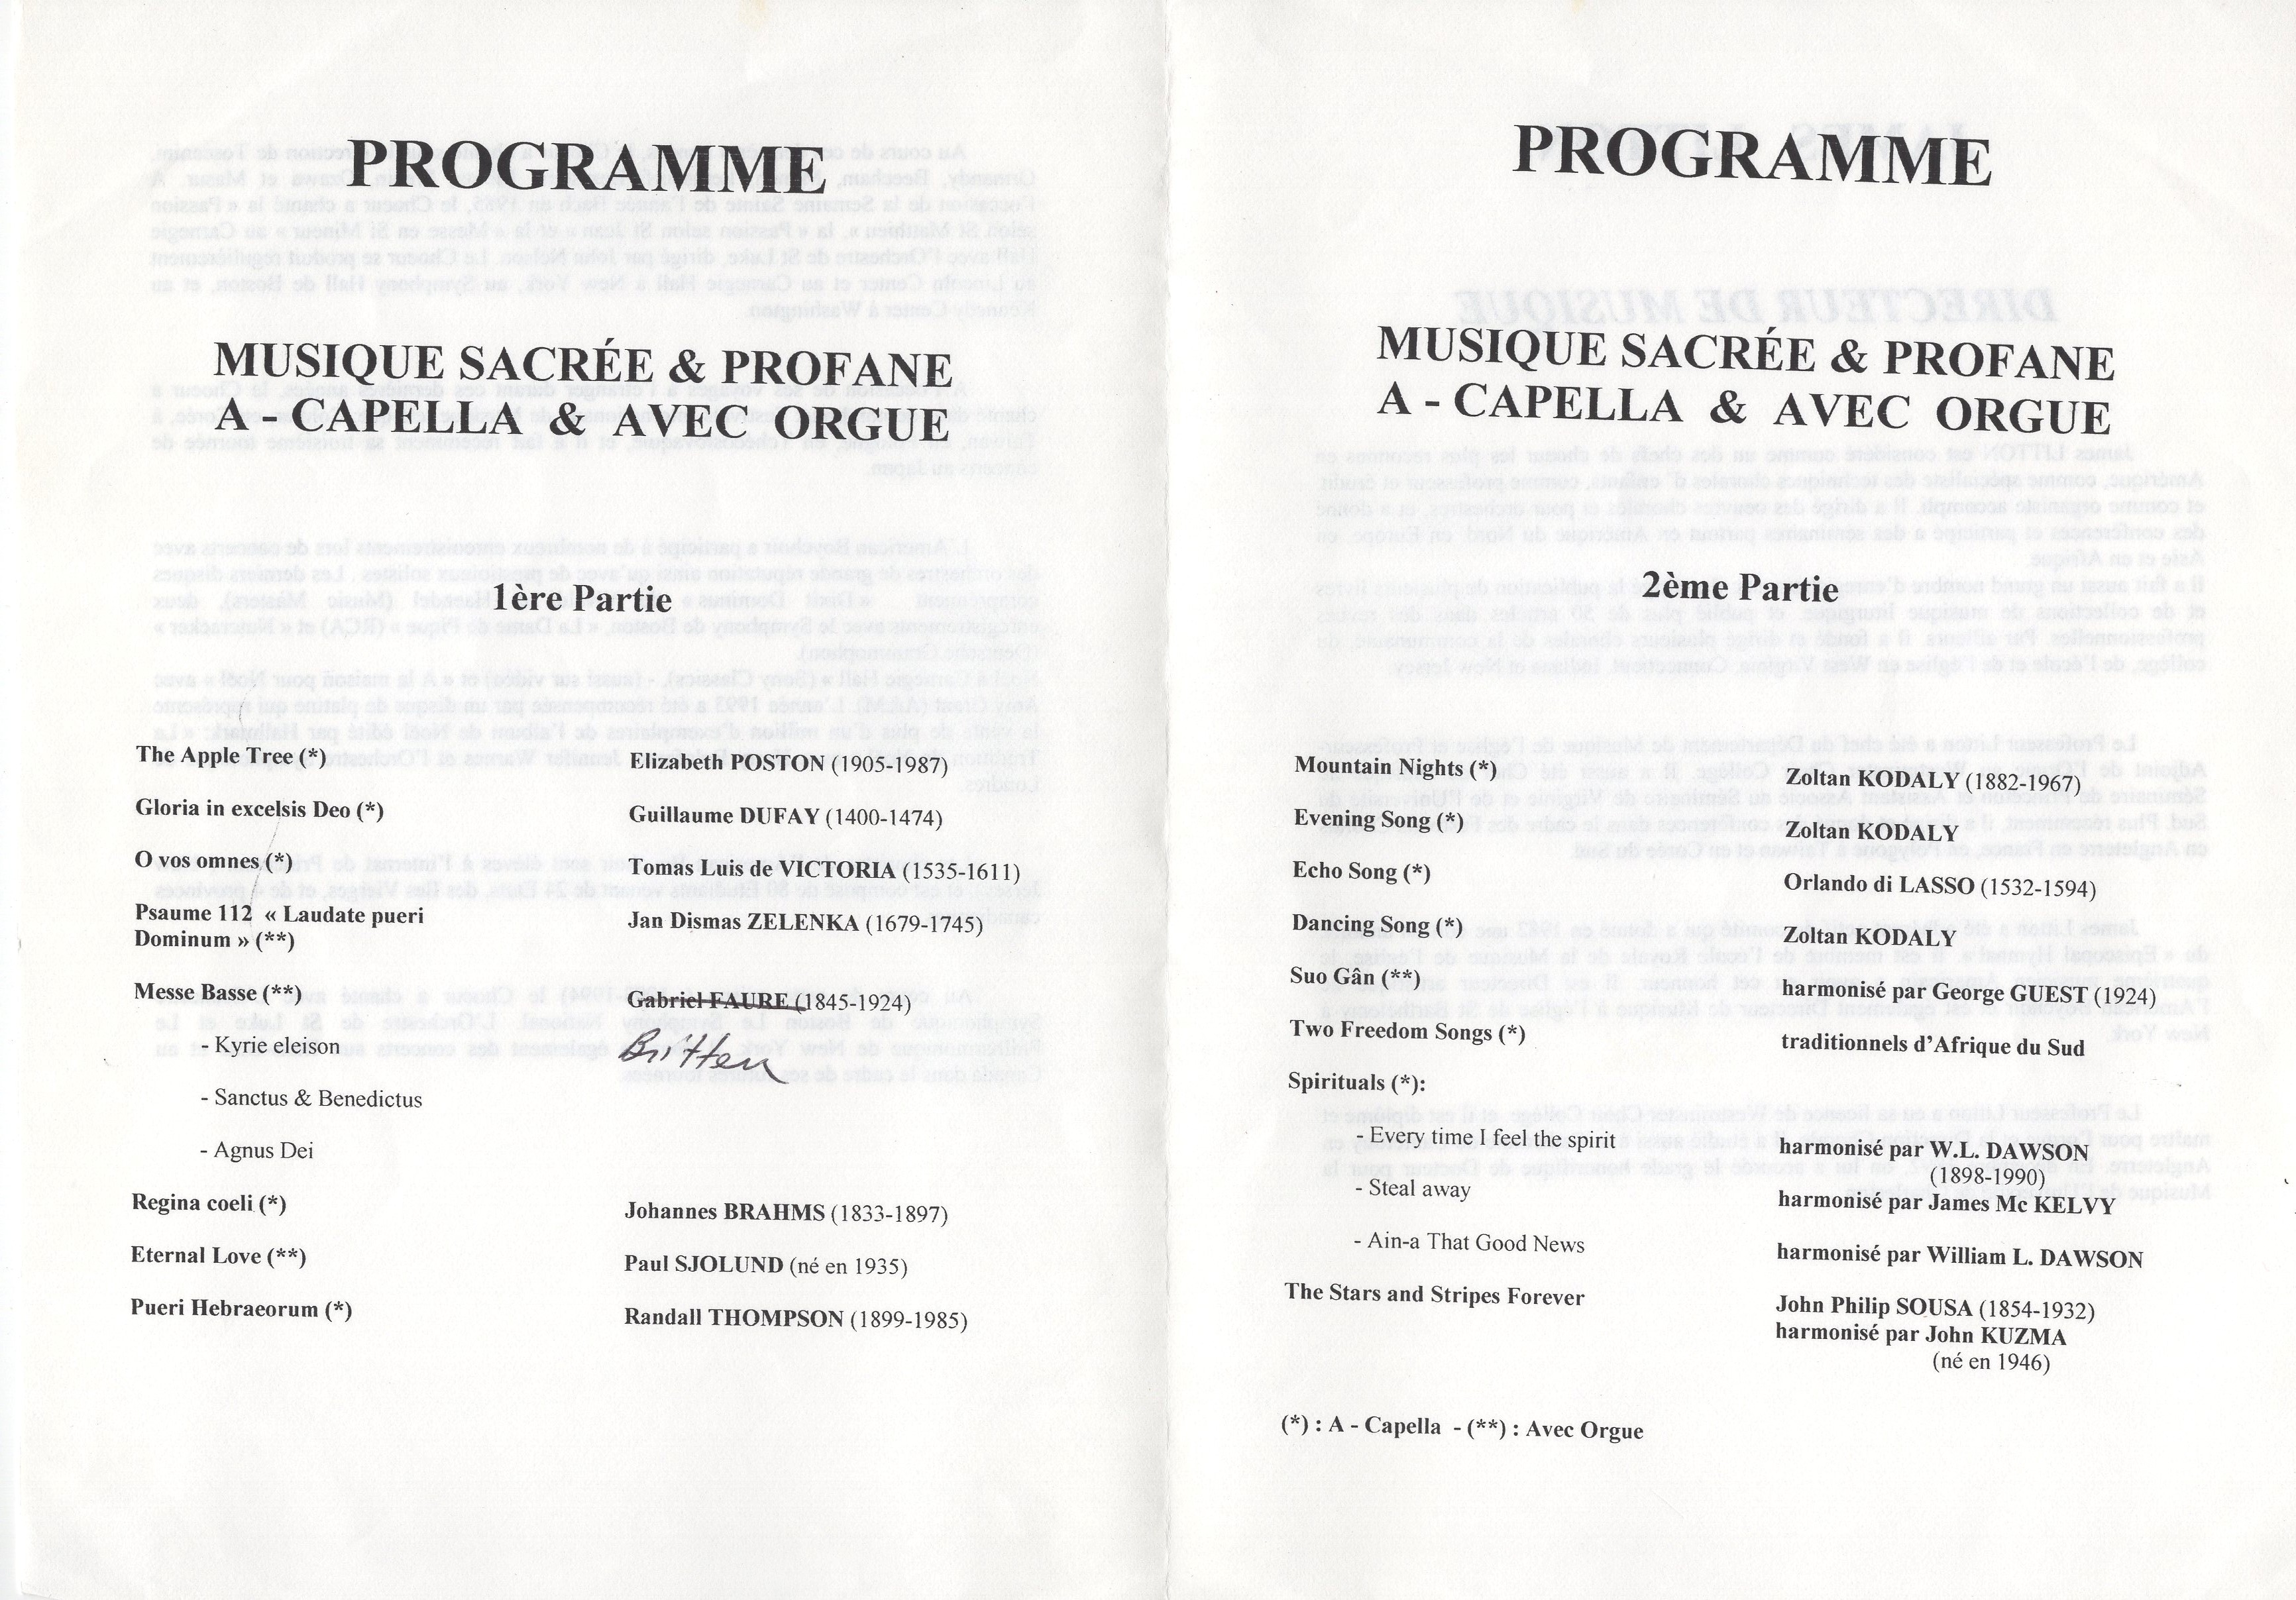 PROGRAMME
MUSIQUE SACRÉE & PROFANE
A - CAPELLA & AVEC ORGUE
1ère Partie
The Apple Tree (*) Elizabeth POSTON (1905-1987)
Gloria in excelsis Deo (*) Guillaume DUFAY (1400-1474)
O vos omnes (*) Tomas Luis de VICTORIA (1535-1611)
Psaume 112 « Laudate pueri Jan Dismas ZELENKA (1679-1745)
Dominum » (**)
Messe Basse (**) Gabriel FAURE (1845-1924)
- Kyrie eleison Britten
- Sanctus & Benedictus
- Agnus Dei
Regina coeli (*) Johannes BRAHMS (1833-1897)
Eternal Love (**) Paul SJOLUND (né en 1935)
Pueri Hebraeorum (*) Randall THOMPSON (1899-1985)
PROGRAMME
MUSIQUE SACRÉE & PROFANE
A - CAPELLA & AVEC ORGUE
2ème Partie
Mountain Nights (*) Zoltan KODALY (1882-1967)
Evening Song (*) Zoltan KODALY
Echo Song (*) Orlando di LASSO (1532-1594)
Dancing Song (*) Zoltan KODALY
Suo Gân (**) harmonisé par George GUEST (1924)
Two Freedom Songs (*) traditionnels d'Afrique du Sud
Spirituals (*):
- Every time I feel the spirit harmonisé par W.L. DAWSON
(1898-1990)
- Steal away harmonisé par James Mc KELVY
- Ain-a That Good News harmonisé par William L. DAWSON
The Stars and Stripes Forever John Philip SOUSA (1854-1932)
harmonisé par John KUZMA
(né en 1946)
(*) : A - Capella - (**) : Avec Orgue